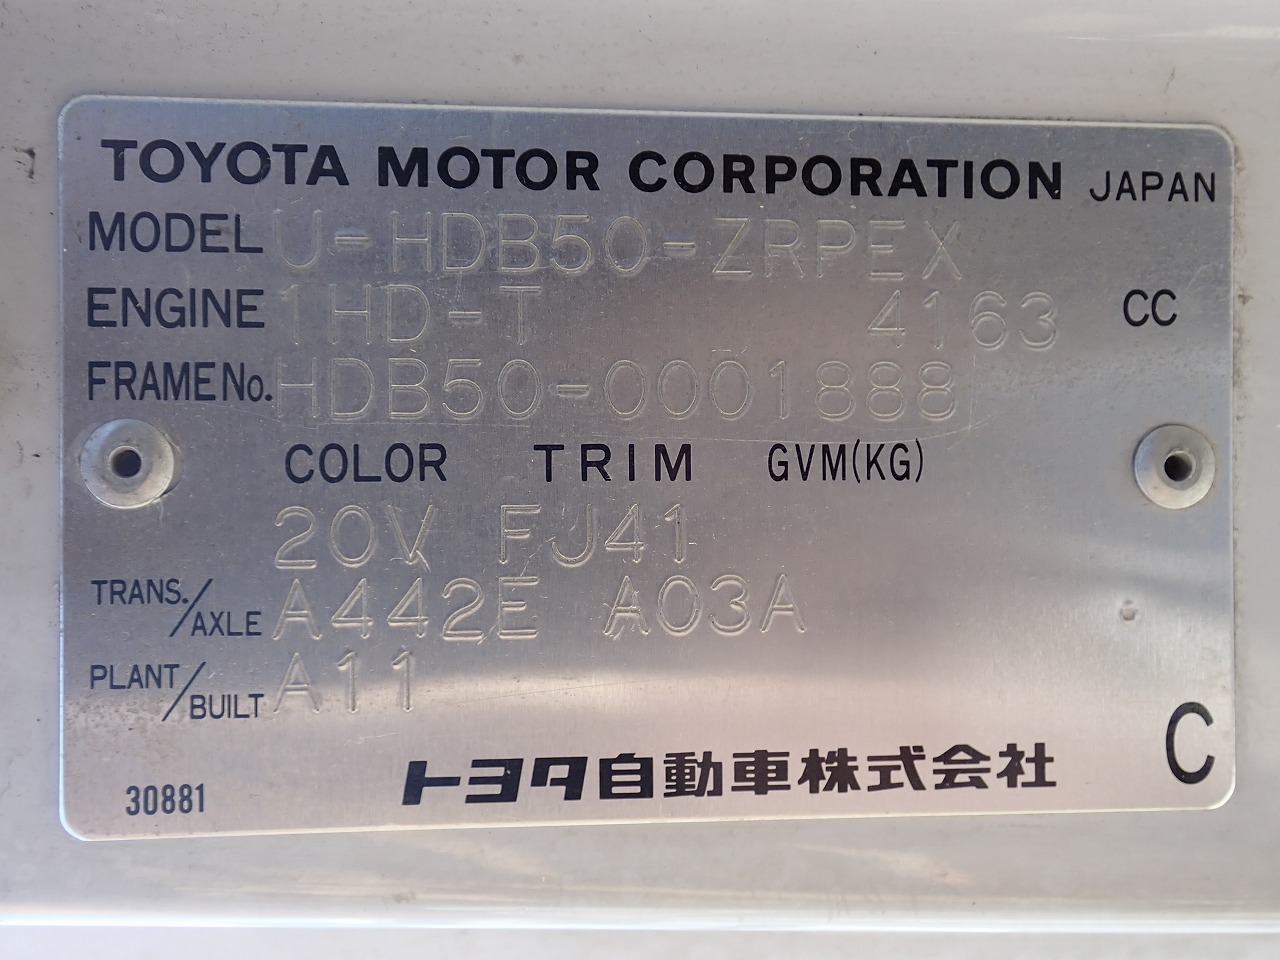 TOYOTA MOTOR CORPORATION JAPAN
MODEL U-HDB50-ZRPEX
ENGINE 1HD-T 4163 CC
FRAME No. HDB50-0001888
COLOR TRIM GVM(KG)
20V FJ41
TRANS./AXLE A442E A03A
PLANT/BUILT A11
C
トヨタ自動車株式会社
30881